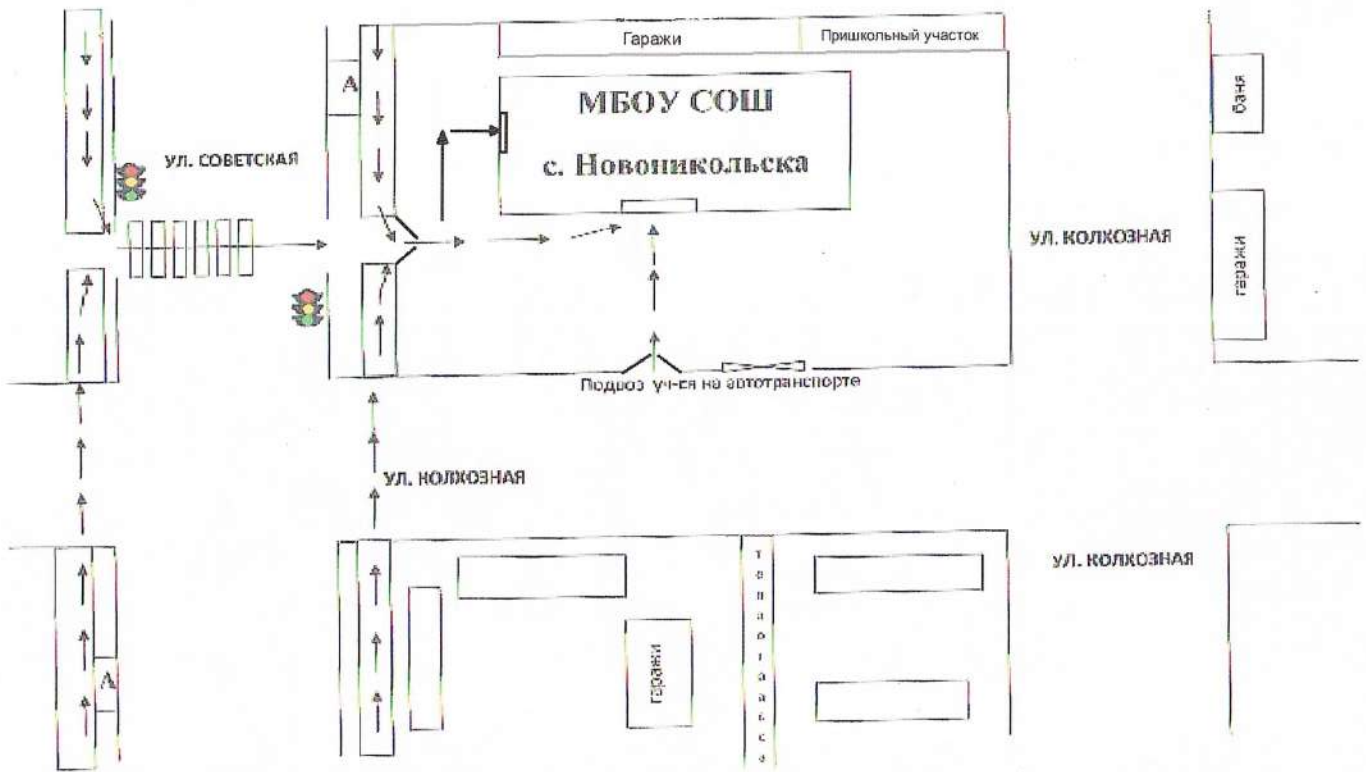 Гаражи
Пришкольный участок
А
МБОУ СОШ
с. Новоникольска
баня
УЛ. СОВЕТСКАЯ
УЛ. КОЛХОЗНАЯ
гаражи
Подвоз уч-ся на автотранспорте
УЛ. КОЛХОЗНАЯ
УЛ. КОЛХОЗНАЯ
гаражи
А